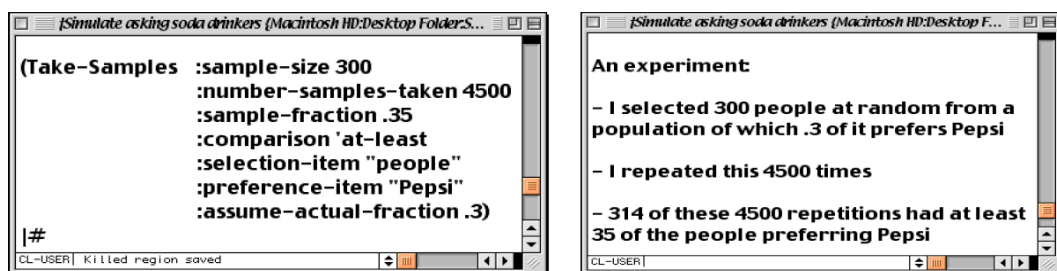 ‡Simulate asking soda drinkers {Macintosh HD:Desktop Folder:S...
(Take-Samples :sample-size 300
:number-samples-taken 4500
:sample-fraction .35
:comparison 'at-least
:selection-item "people"
:preference-item "Pepsi"
:assume-actual-fraction .3)
|#
CL-USER| Killed region saved
‡Simulate asking soda drinkers {Macintosh HD:Desktop F...
An experiment:
– I selected 300 people at random from a
population of which .3 of it prefers Pepsi
– I repeated this 4500 times
– 314 of these 4500 repetitions had at least
35 of the people preferring Pepsi
CL-USER|